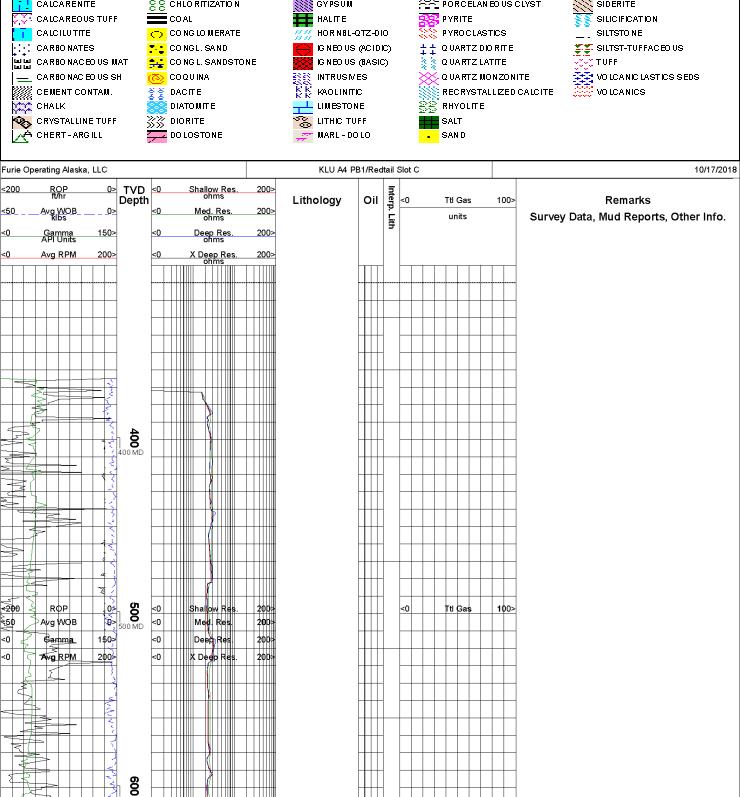 CALCARENITE CHLORITIZATION GYPSUM PORCELANEOUS CLYST SIDERITE
CALCAREOUS TUFF COAL HALITE PYRITE SILICIFICATION
CALCILUTITE CONGLOMERATE HORNBL-QTZ-DIO PYROCLASTICS SILTSTONE
CARBONATES CONGL. SAND IGNEOUS (ACIDIC) QUARTZ DIORITE SILTST-TUFFACEOUS
CARBONACEOUS MAT CONGL. SANDSTONE IGNEOUS (BASIC) QUARTZ LATITE TUFF
CARBONACEOUS SH COQUINA INTRUSIVES QUARTZ MONZONITE VOLCANICLASTICS SEDS
CEMENT CONTAM. DACITE KAOLINITIC RECRYSTALLIZED CALCITE VOLCANICS
CHALK DIATOMITE LIMESTONE RHYOLITE
CRYSTALLINE TUFF DIORITE LITHIC TUFF SALT
CHERT-ARGILL DOLOSTONE MARL-DOLO SAND
Furie Operating Alaska, LLC KLU A4 PB1/Redtail Slot C 10/17/2018
<200 ROP 0>
ft/hr
<50 Avg WOB 0>
klbs
<0 Gamma 150>
API Units
<0 Avg RPM 200>
TVD
Depth
<0 Shallow Res. 200>
ohms
<0 Med. Res. 200>
ohms
<0 Deep Res. 200>
ohms
<0 X Deep Res. 200>
ohms
Lithology
Oil
Interp. Lith
<0 Ttl Gas 100>
units
Remarks
Survey Data, Mud Reports, Other Info.
400
400 MD
500
500 MD
<200 ROP 0>
<50 Avg WOB 0>
<0 Gamma 150>
<0 Avg RPM 200>
<0 Shallow Res. 200>
<0 Med. Res. 200>
<0 Deep Res. 200>
<0 X Deep Res. 200>
<0 Ttl Gas 100>
600